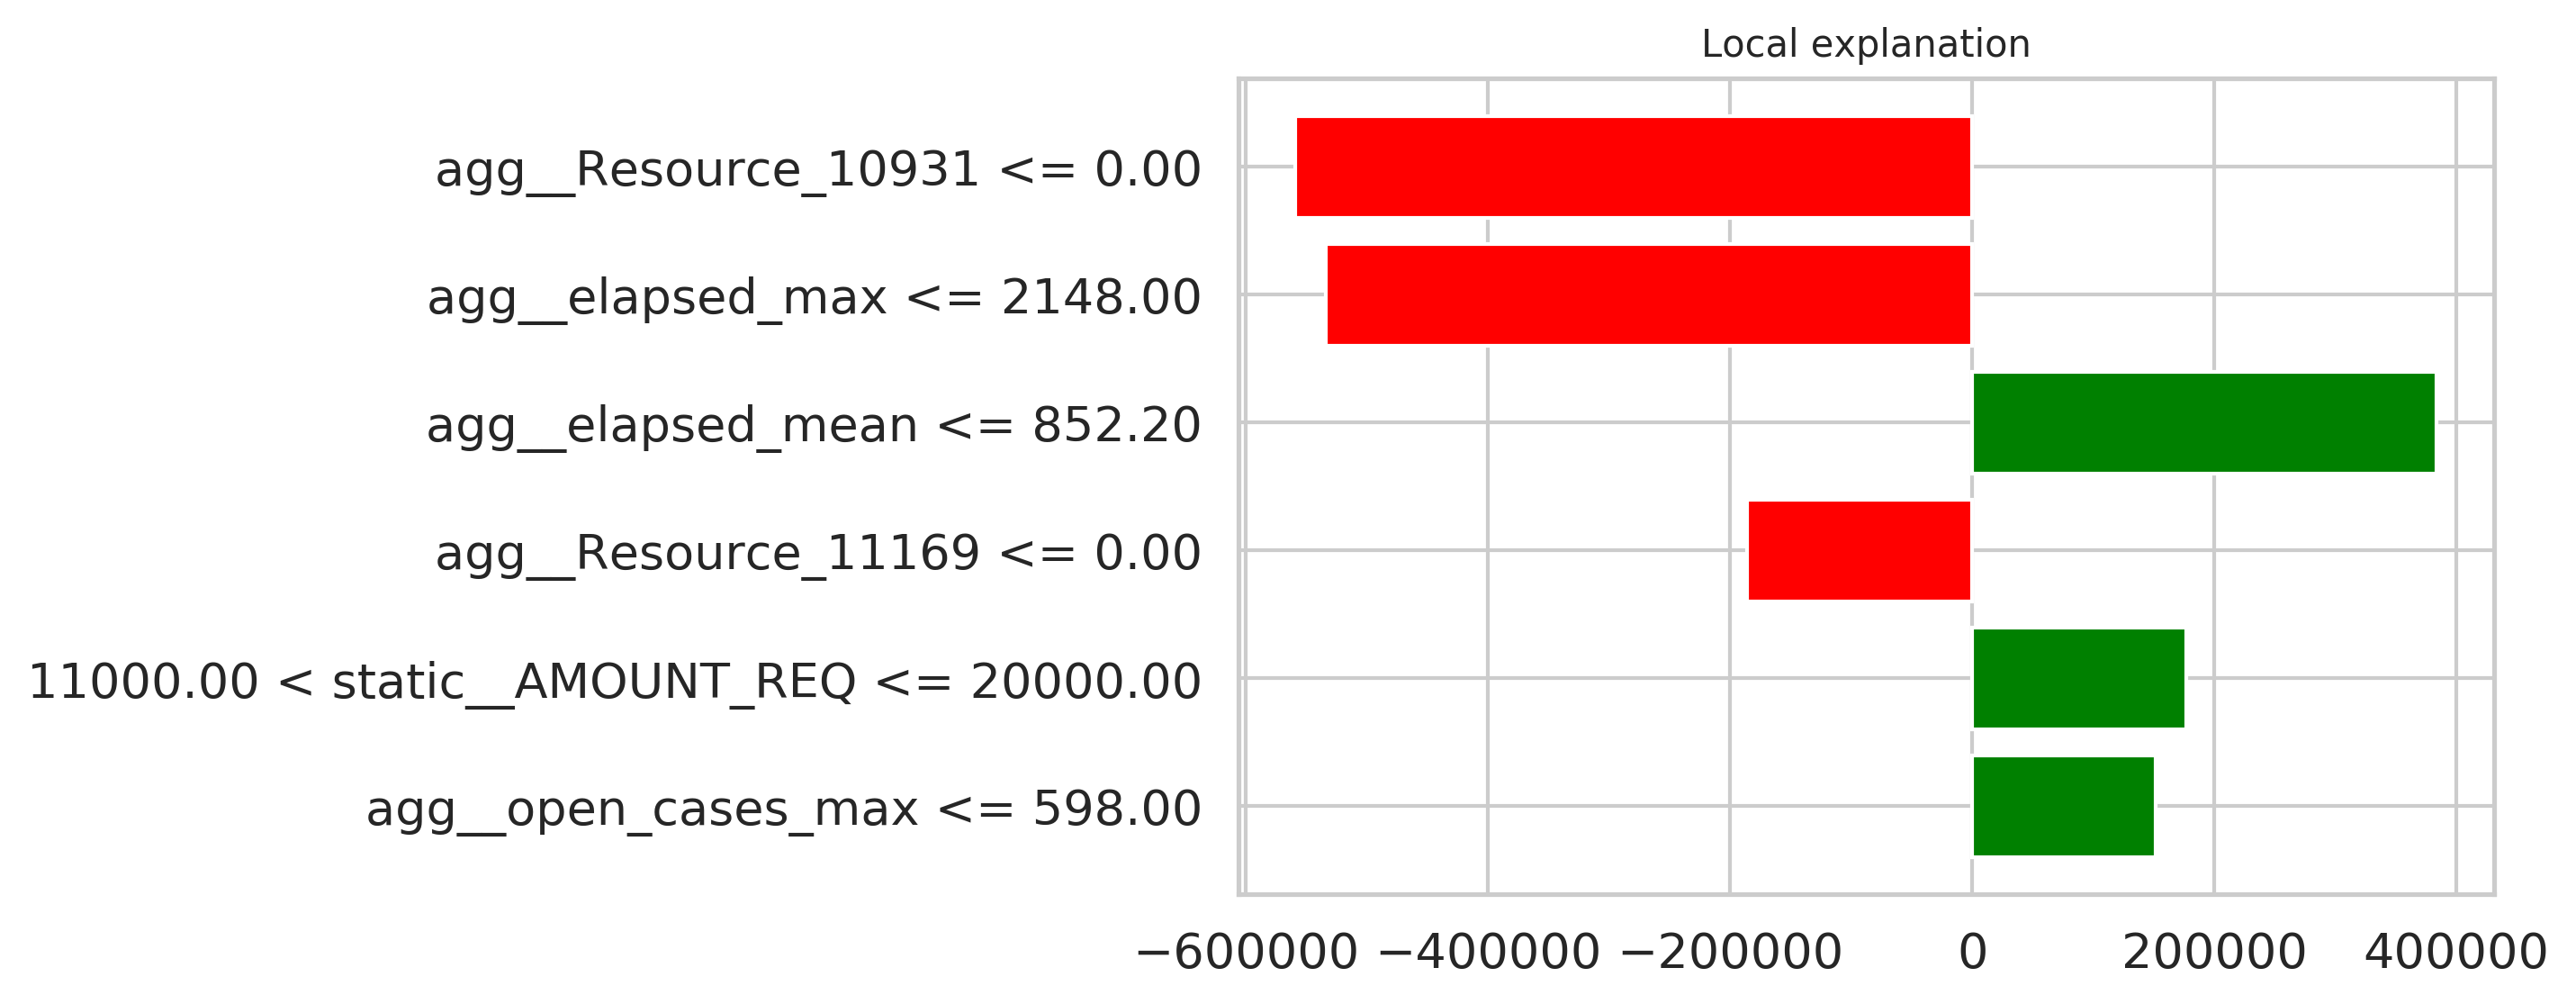 Local explanation
agg__Resource_10931 <= 0.00
agg__elapsed_max <= 2148.00
agg__elapsed_mean <= 852.20
agg__Resource_11169 <= 0.00
11000.00 < static__AMOUNT_REQ <= 20000.00
agg__open_cases_max <= 598.00
−600000 −400000 −200000 0 200000 400000